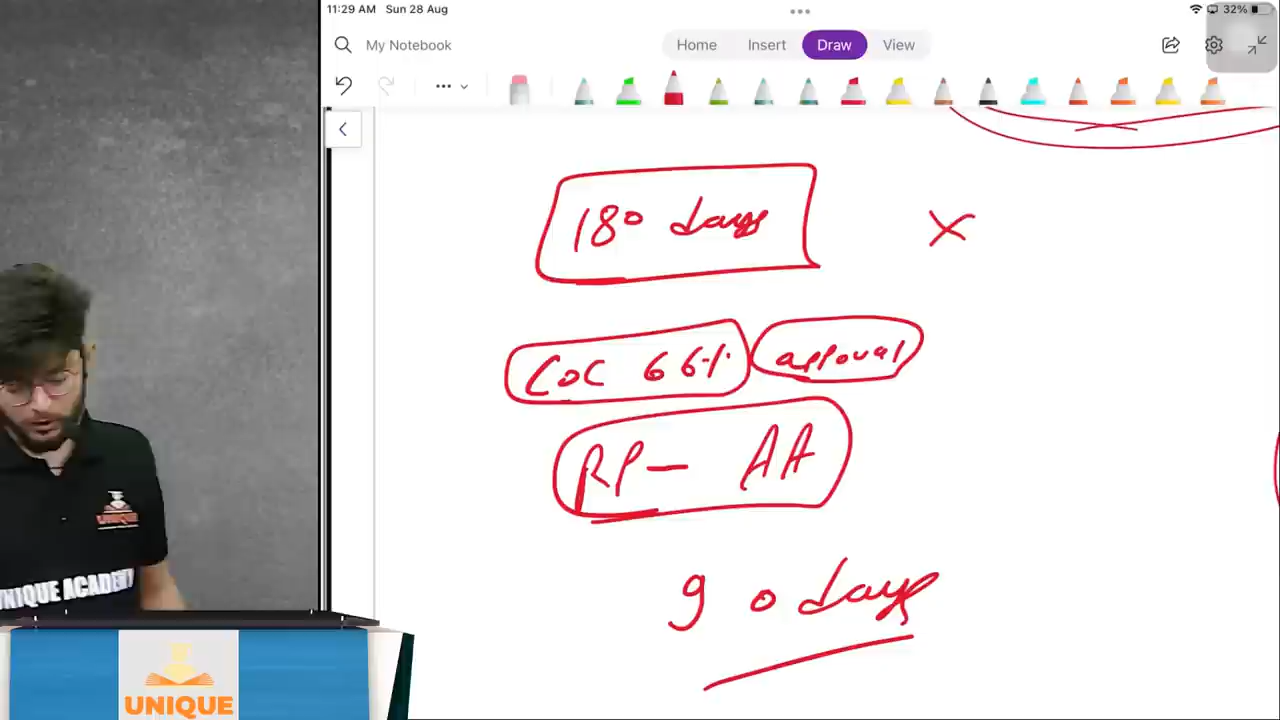 11:29 AM Sun 28 Aug
32%
My Notebook
Home Insert Draw View
180 days X
COC 66% approval
RP - AA
90 days
UNIQUE
UNIQUE ACADEMY
UNIQUE